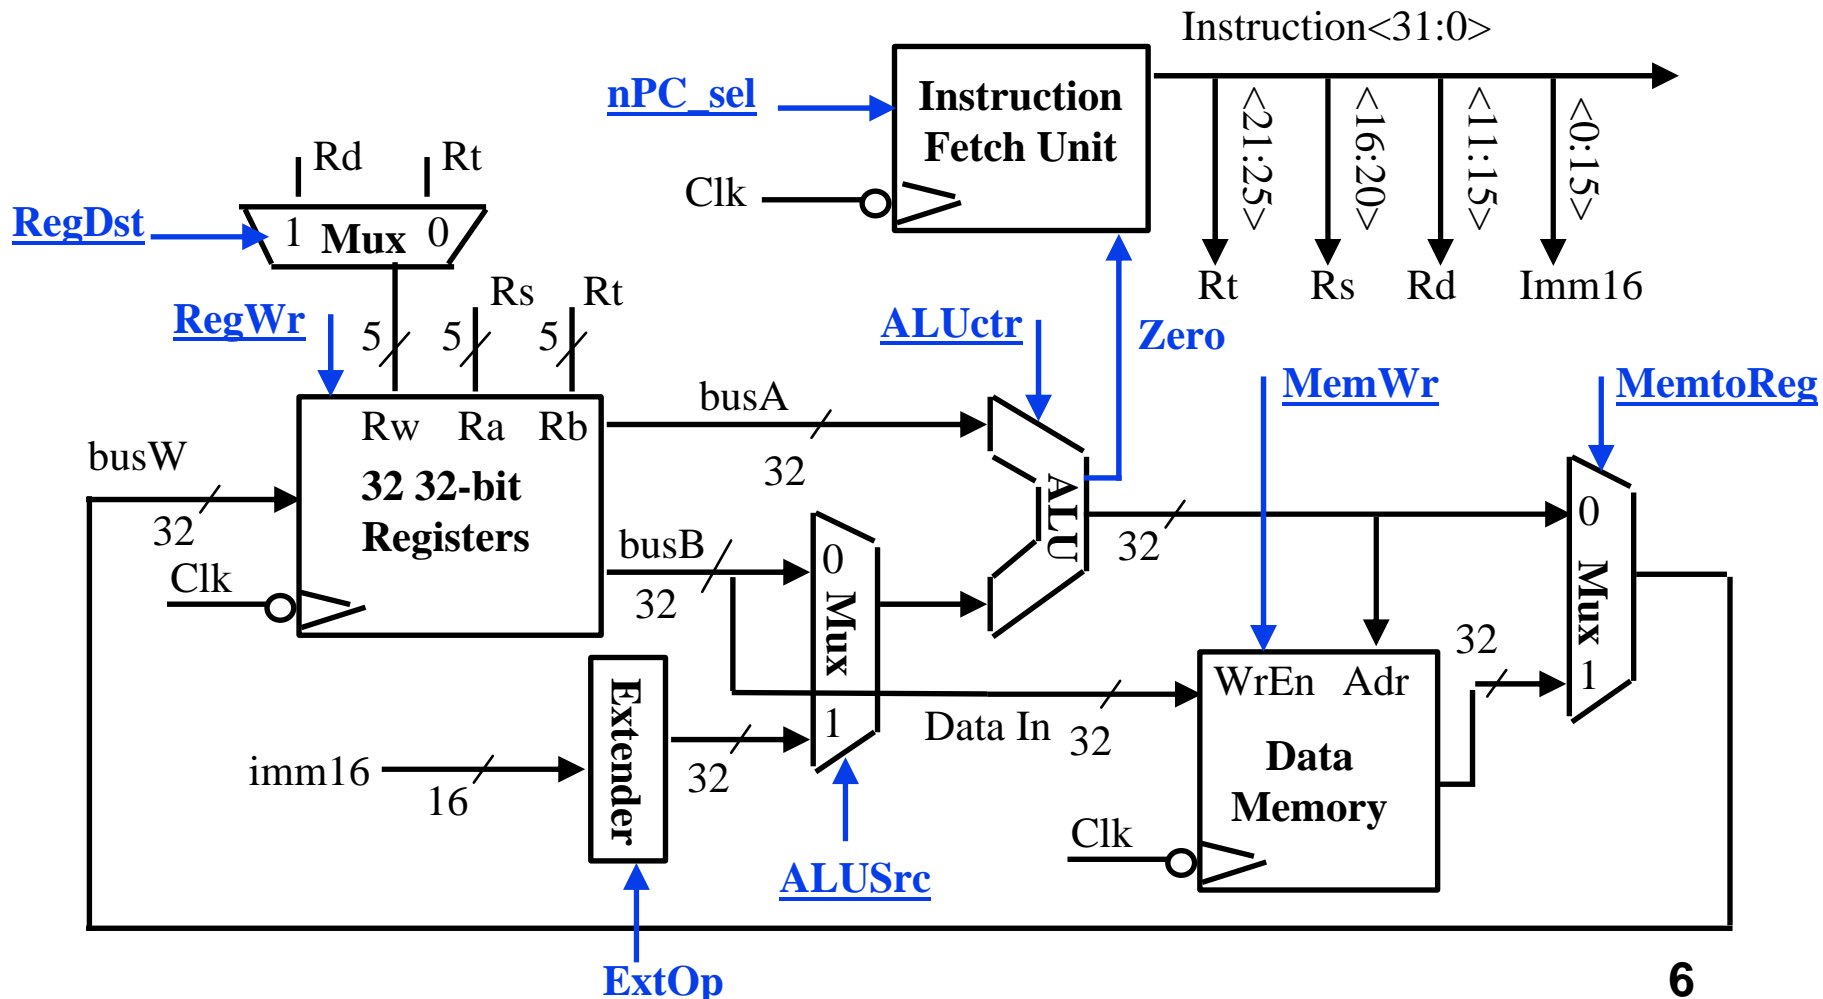 Instruction<31:0>
nPC_sel
Instruction
Fetch Unit
Clk
<21:25>
<16:20>
<11:15>
<0:15>
Rt
Rs
Rd
Imm16
Rd
Rt
RegDst
1
Mux
0
RegWr
5
5
Rs
5
Rt
ALUctr
Zero
MemWr
MemtoReg
busW
32
Rw
Ra
Rb
32 32-bit
Registers
Clk
busA
32
busB
32
0
Mux
1
ALU
32
0
Mux
1
imm16
16
Extender
32
ALUSrc
ExtOp
Data In
32
WrEn
Adr
Data
Memory
Clk
32
6